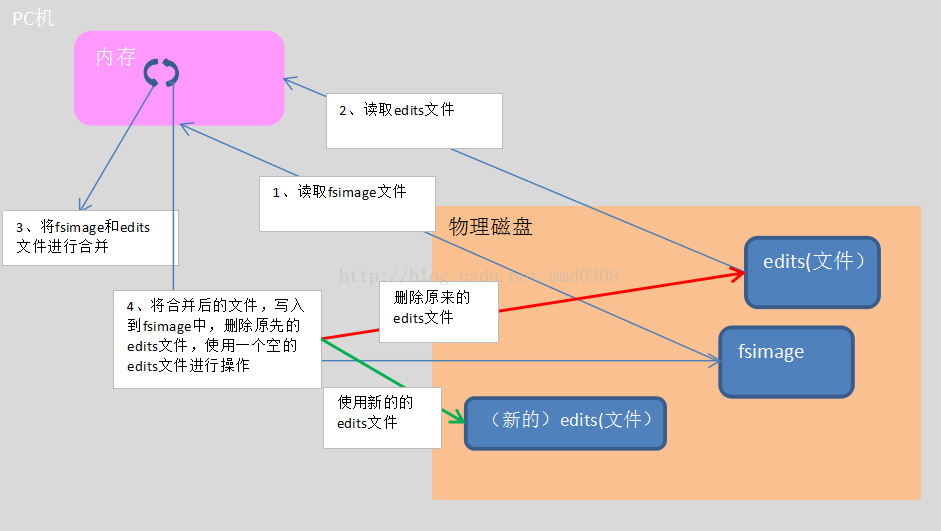 PC机
内存
2、读取edits文件
1、读取fsimage文件
3、将fsimage和edits
文件进行合并
物理磁盘
edits(文件）
http://blog.csdn.net/mmd0308
删除原来的
edits文件
4、将合并后的文件，写入
到fsimage中，删除原先的
edits文件，使用一个空的
edits文件进行操作
fsimage
使用新的的
edits文件
（新的）edits(文件）